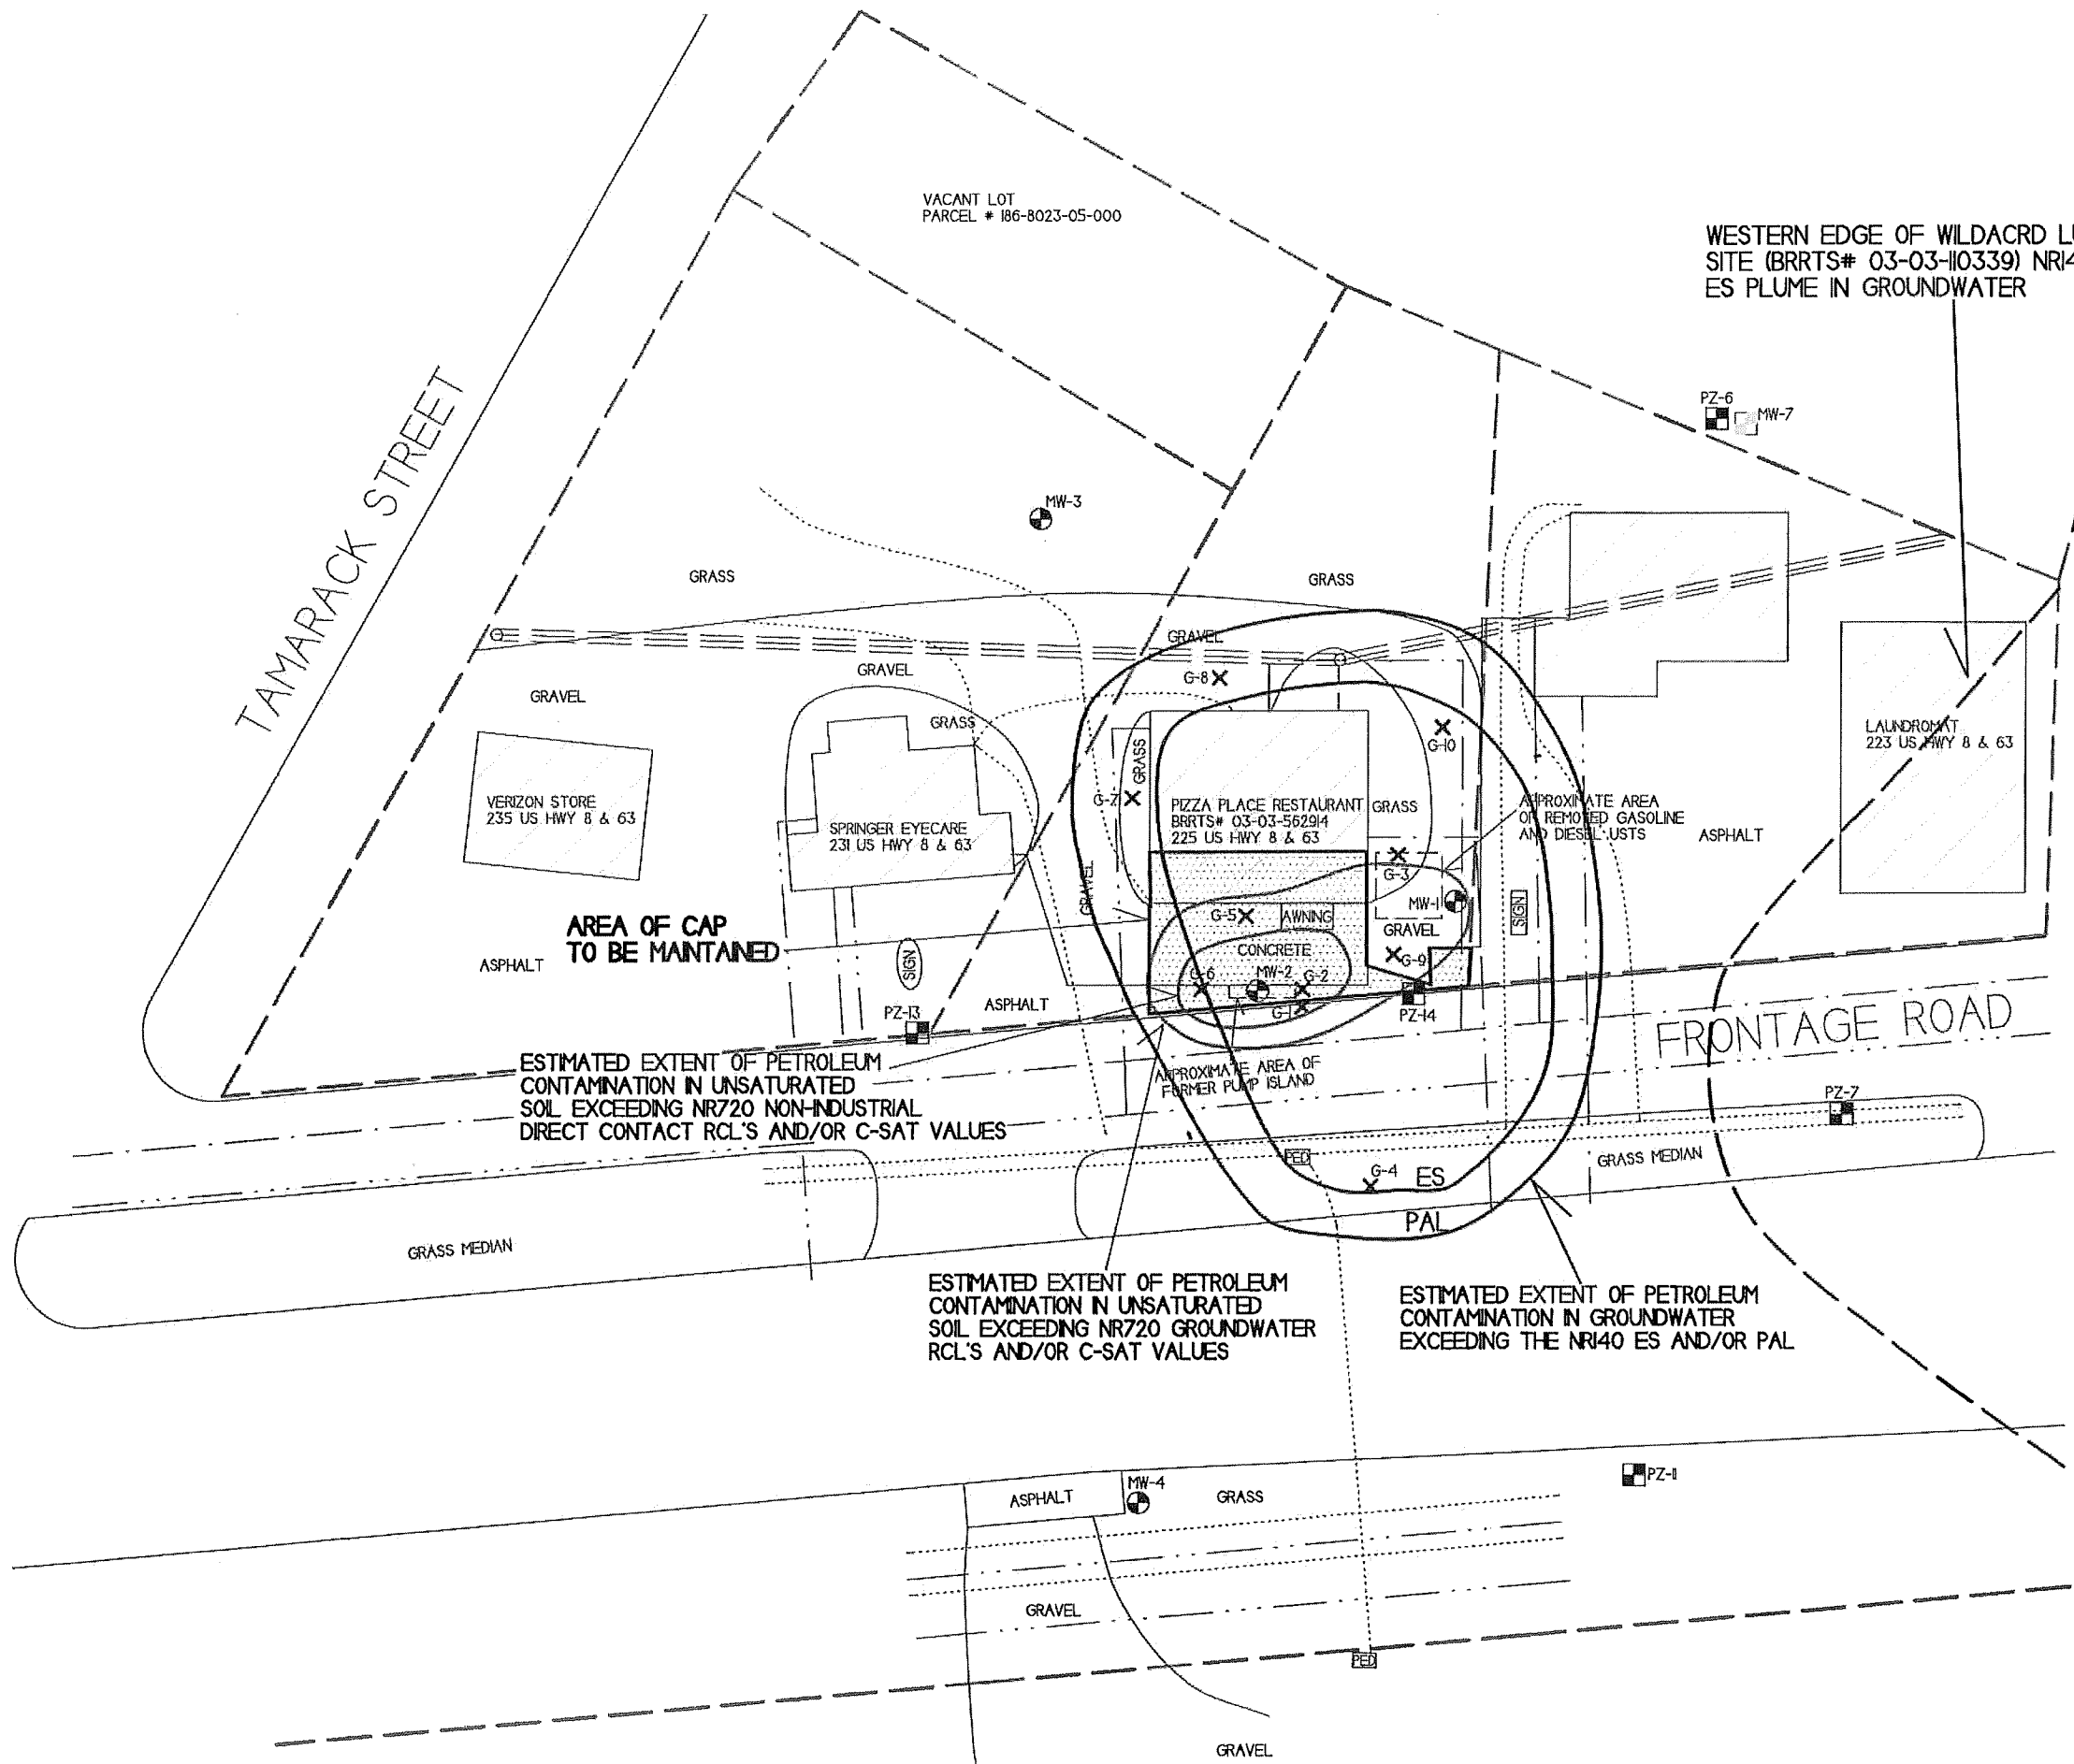 VACANT LOT
PARCEL # 186-8023-05-000
WESTERN EDGE OF WILDACRD
SITE (BRRTS# 03-03-110339)
ES PLUME IN GROUNDWATER
TAMARACK STREET
PZ-6
MW-7
MW-3
GRASS
GRASS
GRAVEL
GRAVEL
GRAVEL
G-8
GRASS
G-10
GRASS
G-7
LAUNDROMAT
223 US HWY 8 & 63
VERIZON STORE
235 US HWY 8 & 63
SPRINGER EYECARE
231 US HWY 8 & 63
PIZZA PLACE RESTAURANT
BRRTS# 03-03-562914
225 US HWY 8 & 63
GRASS
APPROXIMATE AREA
OF REMOVED GASOLINE
AND DIESEL USTS
ASPHALT
G-3
GRAVEL
MW-1
SIGN
G-5
AWNING
GRAVEL
AREA OF CAP
TO BE MAINTAINED
CONCRETE
G-9
ASPHALT
SIGN
G-6
MW-2
G-2
ASPHALT
G-1
PZ-14
PZ-13
FRONTAGE ROAD
ESTIMATED EXTENT OF PETROLEUM
CONTAMINATION IN UNSATURATED
SOIL EXCEEDING NR720 NON-INDUSTRIAL
DIRECT CONTACT RCL'S AND/OR C-SAT VALUES
APPROXIMATE AREA OF
FORMER PUMP ISLAND
PZ-7
PED
G-4
ES
GRASS MEDIAN
PAL
GRASS MEDIAN
ESTIMATED EXTENT OF PETROLEUM
CONTAMINATION IN UNSATURATED
SOIL EXCEEDING NR720 GROUNDWATER
RCL'S AND/OR C-SAT VALUES
ESTIMATED EXTENT OF PETROLEUM
CONTAMINATION IN GROUNDWATER
EXCEEDING THE NR140 ES AND/OR PAL
MW-4
ASPHALT
GRASS
PZ-11
GRAVEL
PED
GRAVEL